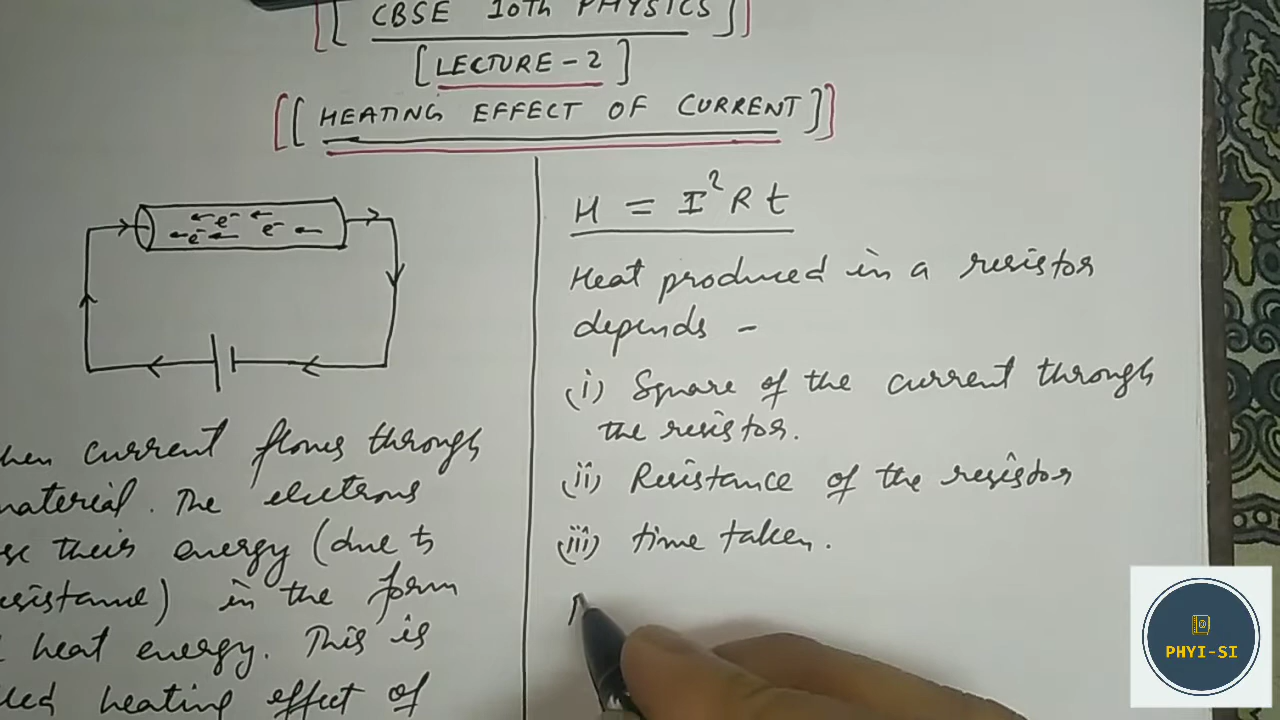 [[ CBSE 10th PHYSICS ]]
[ LECTURE - 2 ]
[[ HEATING EFFECT OF CURRENT ]]
e⁻ e⁻ e⁻
current flows through
material. The electrons
their energy (due to
in the form
heat energy. This is
heating effect of
H = I²Rt
Heat produced in a resistor
depends -
(i) Square of the current through
the resistor.
(ii) Resistance of the resistor
(iii) time taken.
PHYI-SI